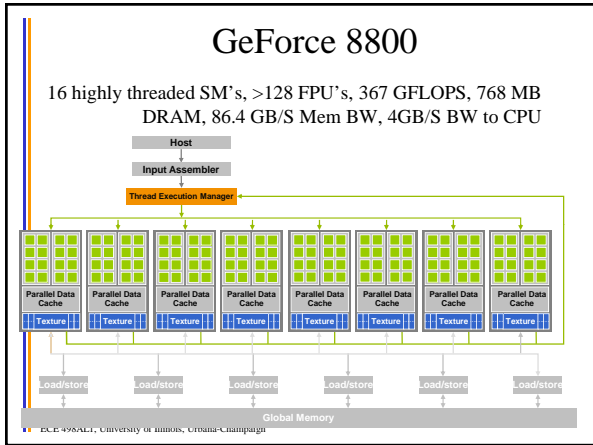 GeForce 8800
16 highly threaded SM's, >128 FPU's, 367 GFLOPS, 768 MB
DRAM, 86.4 GB/S Mem BW, 4GB/S BW to CPU
Host
Input Assembler
Thread Execution Manager
Parallel Data Parallel Data Parallel Data Parallel Data Parallel Data Parallel Data Parallel Data Parallel Data
Cache Cache Cache Cache Cache Cache Cache Cache
Texture Texture Texture Texture Texture Texture Texture Texture
Load/store Load/store Load/store Load/store Load/store Load/store
Global Memory
ECE 498AL1, University of Illinois, Urbana-Champaign